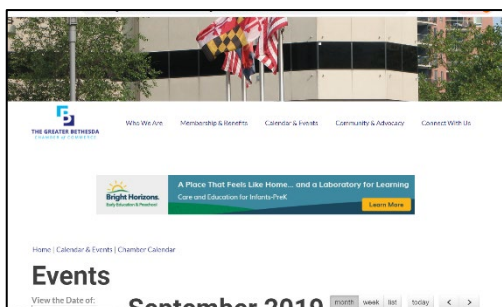 THE GREATER BETHESDA
CHAMBER of COMMERCE
Who We Are Membership & Benefits Calendar & Events Community & Advocacy Connect With Us
Bright Horizons.
Early Education & Preschool
A Place That Feels Like Home... and a Laboratory for Learning
Care and Education for Infants-PreK
Learn More
Home | Calendar & Events | Chamber Calendar
Events
View the Date of:
September 2019 month week list today < >